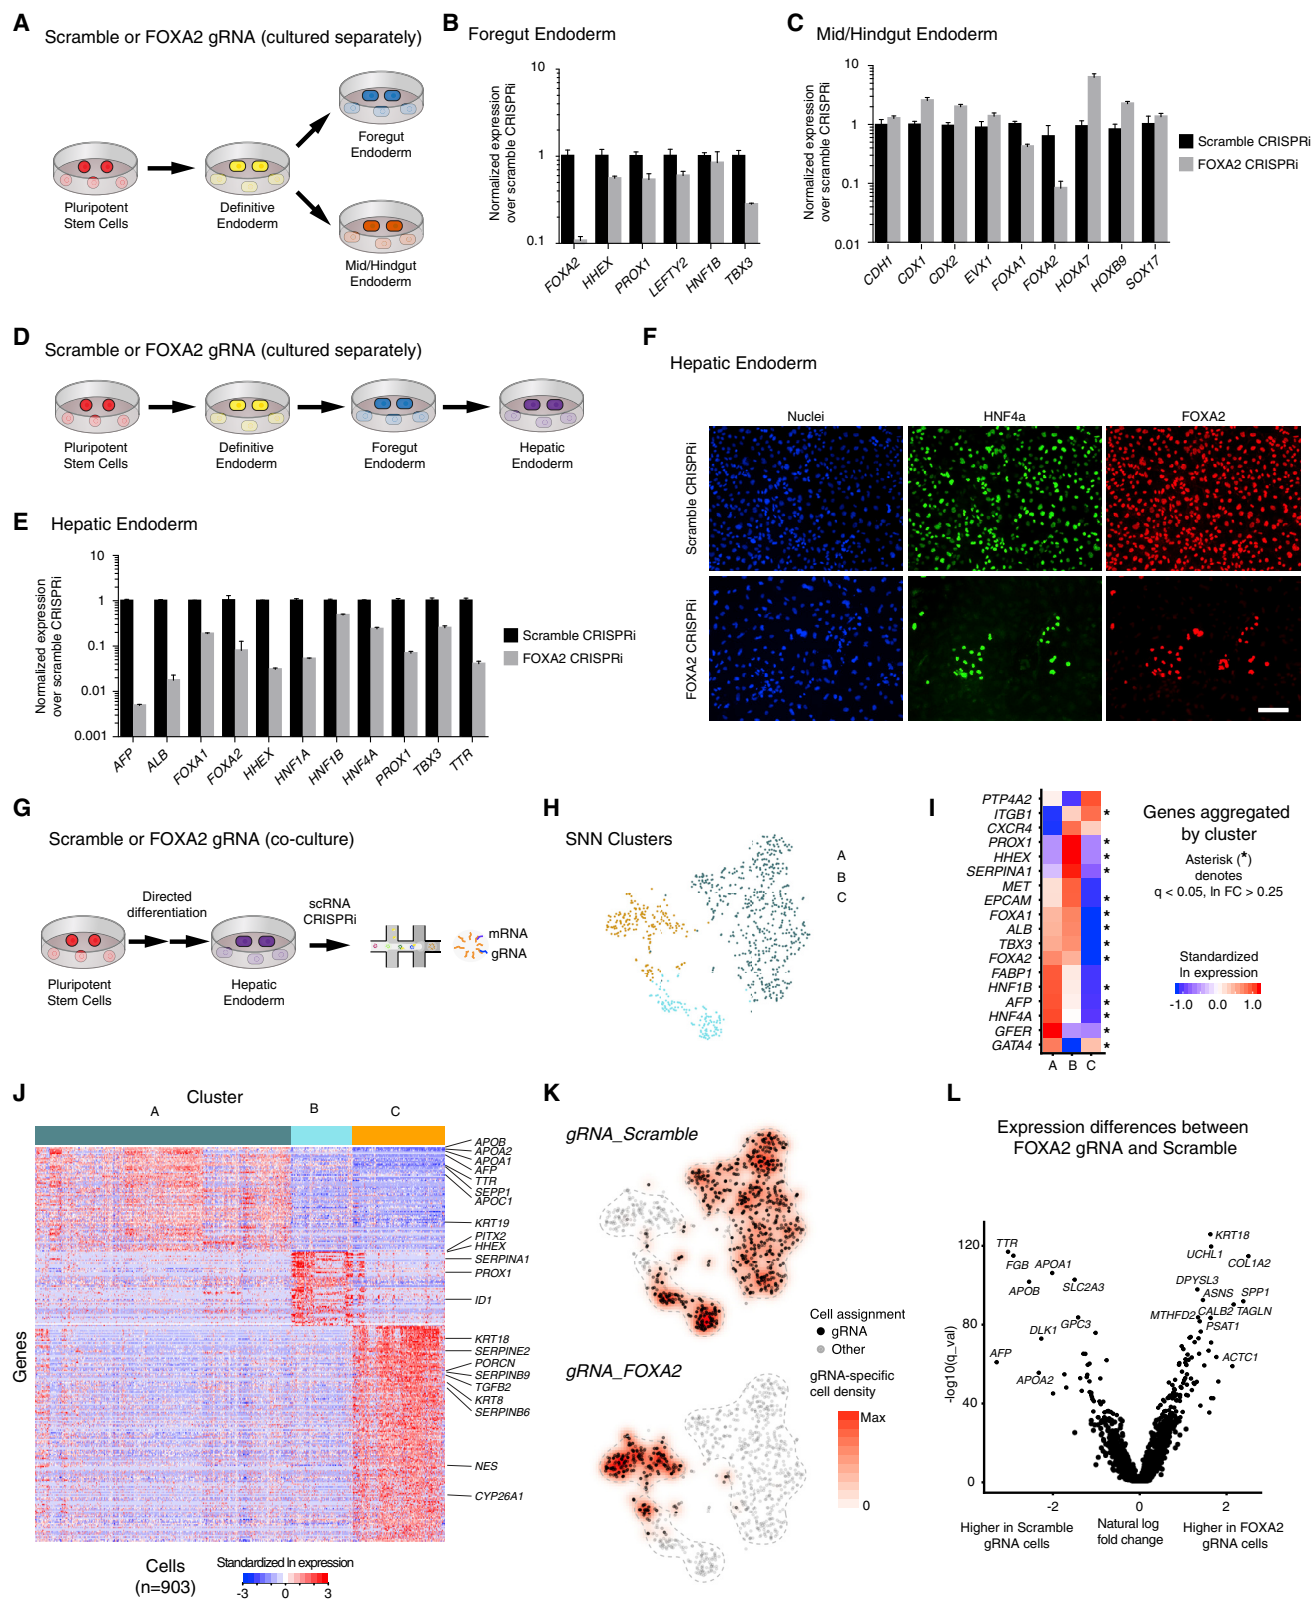 A
Scramble or FOXA2 gRNA (cultured separately)
Pluripotent
Stem Cells
Definitive
Endoderm
Foregut
Endoderm
Mid/Hindgut
Endoderm
B
Foregut Endoderm
Normalized expression
over scramble CRISPRi
10
1
0.1
FOXA2
HHEX
PROX1
LEFTY2
HNF1B
TBX3
C
Mid/Hindgut Endoderm
Normalized expression
over scramble CRISPRi
10
1
0.1
0.01
CDH1
CDX1
CDX2
EVX1
FOXA1
FOXA2
HOXA7
HOXB9
SOX17
Scramble CRISPRi
FOXA2 CRISPRi
D
Scramble or FOXA2 gRNA (cultured separately)
Pluripotent
Stem Cells
Definitive
Endoderm
Foregut
Endoderm
Hepatic
Endoderm
E
Hepatic Endoderm
Normalized expression
over scramble CRISPRi
10
1
0.1
0.01
0.001
AFP
ALB
FOXA1
FOXA2
HHEX
HNF1A
HNF1B
HNF4A
PROX1
TBX3
TTR
Scramble CRISPRi
FOXA2 CRISPRi
F
Hepatic Endoderm
Nuclei
HNF4a
FOXA2
Scramble CRISPRi
FOXA2 CRISPRi
G
Scramble or FOXA2 gRNA (co-culture)
Directed
differentiation
scRNA
CRISPRi
mRNA
gRNA
Pluripotent
Stem Cells
Hepatic
Endoderm
H
SNN Clusters
A
B
C
I
PTP4A2
ITGB1 *
CXCR4
PROX1 *
HHEX *
SERPINA1 *
MET
EPCAM *
FOXA1 *
ALB *
TBX3 *
FOXA2 *
FABP1
HNF1B *
AFP *
HNF4A *
GFER *
GATA4 *
A B C
Genes aggregated
by cluster
Asterisk (*)
denotes
q < 0.05, ln FC > 0.25
Standardized
ln expression
-1.0 0.0 1.0
J
Cluster
A
B
C
Genes
APOB
APOA2
APOA1
AFP
TTR
SEPP1
APOC1
KRT19
PITX2
HHEX
SERPINA1
PROX1
ID1
KRT18
SERPINE2
PORCN
SERPINB9
TGFB2
KRT8
SERPINB6
NES
CYP26A1
Cells
(n=903)
Standardized ln expression
-3 0 3
K
gRNA_Scramble
Cell assignment
gRNA
Other
gRNA_FOXA2
gRNA-specific
cell density
Max
0
L
Expression differences between
FOXA2 gRNA and Scramble
-log10(q_val)
120
80
40
0
TTR
FGB
APOA1
APOB
SLC2A3
GPC3
DLK1
AFP
APOA2
KRT18
UCHL1
COL1A2
DPYSL3
ASNS
SPP1
MTHFD2
CALB2
TAGLN
PSAT1
ACTC1
-2
0
2
Higher in Scramble
gRNA cells
Natural log
fold change
Higher in FOXA2
gRNA cells